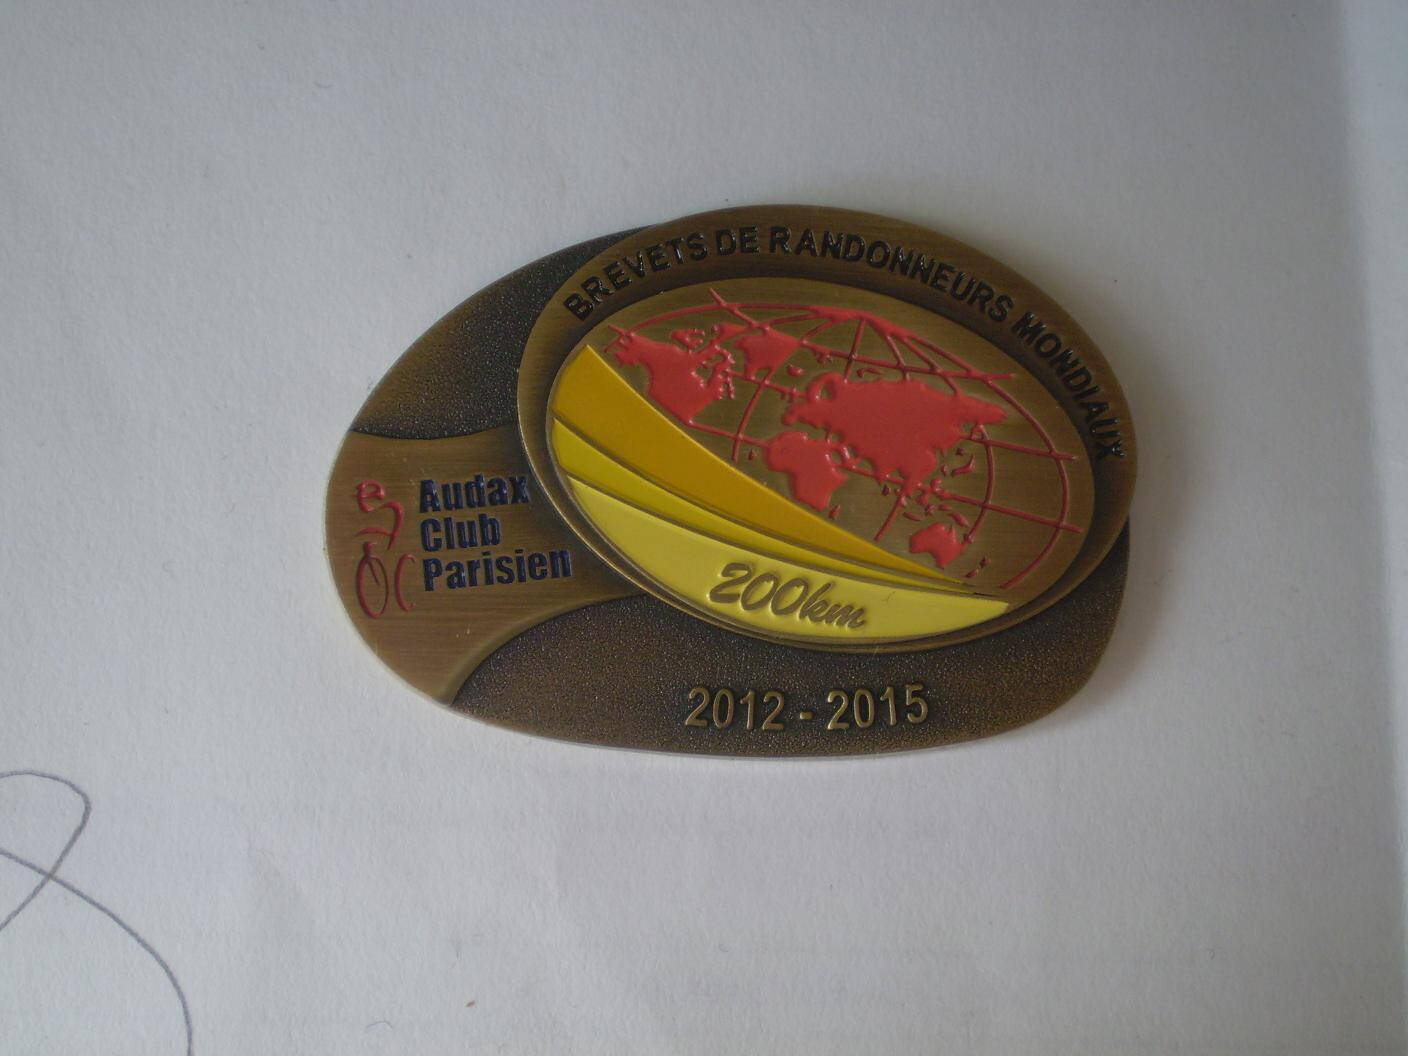 BREVETS DE RANDONNEURS MONDIAUX
Audax
Club
Parisien
200km
2012 - 2015